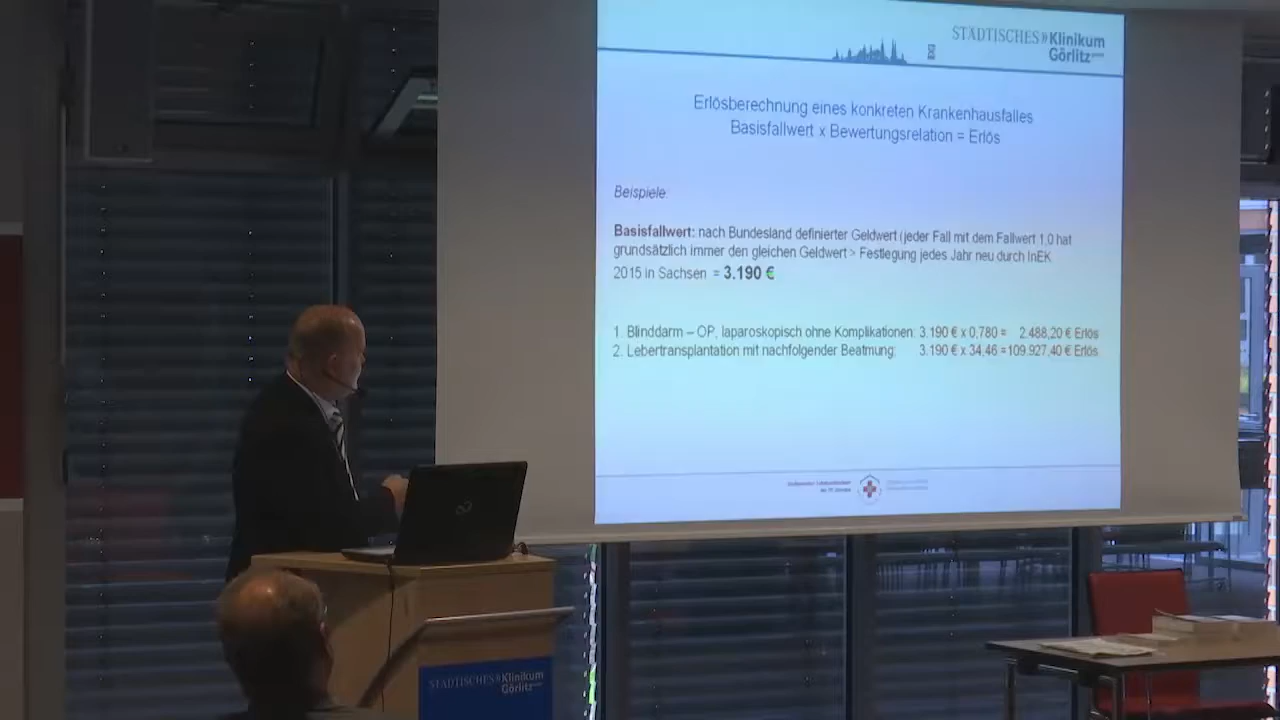 STÄDTISCHES Klinikum
Görlitz
Erlösberechnung eines konkreten Krankenhausfalles
Basisfallwert x Bewertungsrelation = Erlös
Beispiele:
Basisfallwert: nach Bundesland definierter Geldwert (jeder Fall mit dem Fallwert 1,0 hat
grundsätzlich immer den gleichen Geldwert > Festlegung jedes Jahr neu durch InEK
2015 in Sachsen = 3.190 €
1. Blinddarm – OP, laparoskopisch ohne Komplikationen: 3.190 € x 0,780 = 2.488,20 € Erlös
2. Lebertransplantation mit nachfolgender Beatmung: 3.190 € x 34,46 =109.927,40 € Erlös
STÄDTISCHES Klinikum
Görlitz